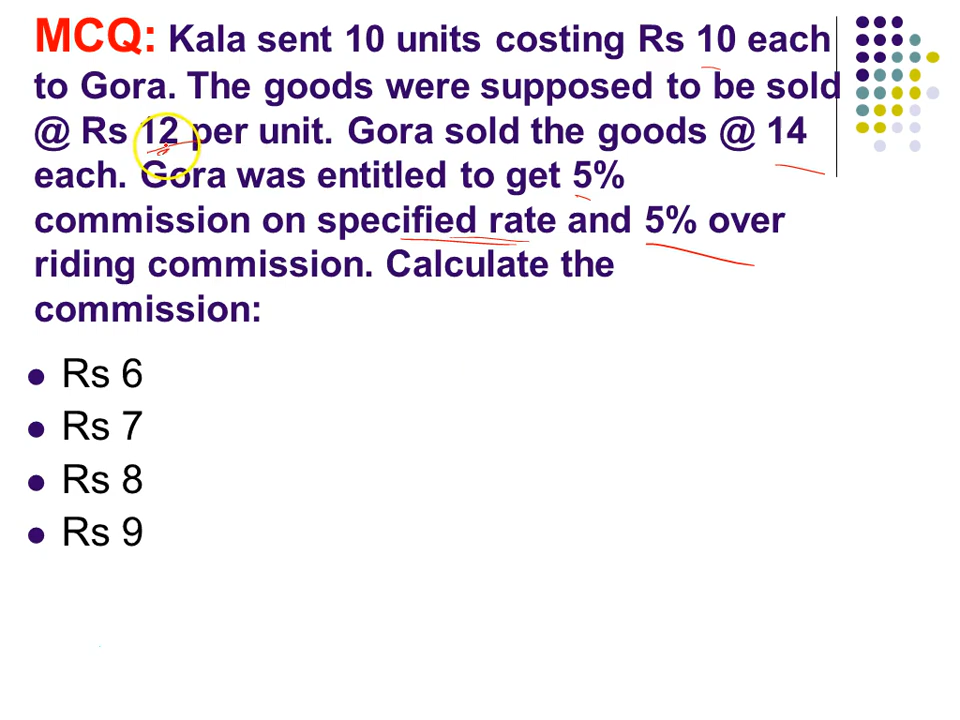 MCQ: Kala sent 10 units costing Rs 10 each
to Gora. The goods were supposed to be sold
@ Rs 12 per unit. Gora sold the goods @ 14
each. Gora was entitled to get 5%
commission on specified rate and 5% over
riding commission. Calculate the
commission:
Rs 6
Rs 7
Rs 8
Rs 9